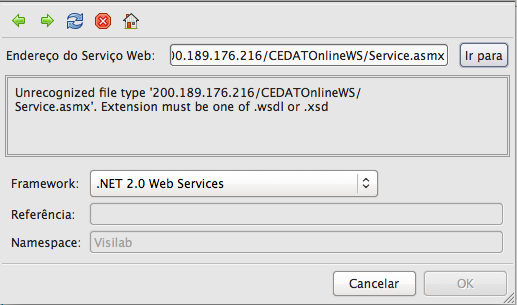 Endereço do Serviço Web:
00.189.176.216/CEDATOnlineWS/Service.asmx
Ir para
Unrecognized file type '200.189.176.216/CEDATOnlineWS/
Service.asmx'. Extension must be one of .wsdl or .xsd
Framework:
.NET 2.0 Web Services
Referência:
Namespace:
Visilab
Cancelar
OK